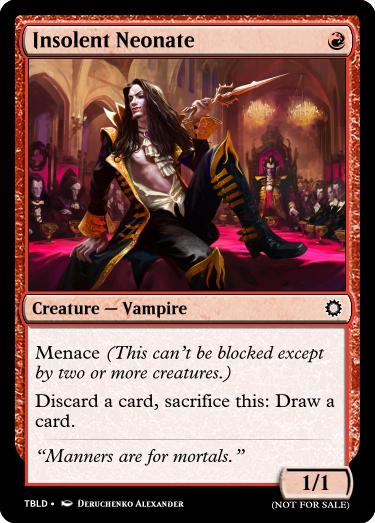 Insolent Neonate
Creature — Vampire
Menace (This can't be blocked except
by two or more creatures.)
Discard a card, sacrifice this: Draw a
card.
“Manners are for mortals.”
1/1
TBLD • Deruchenko Alexander
(NOT FOR SALE)